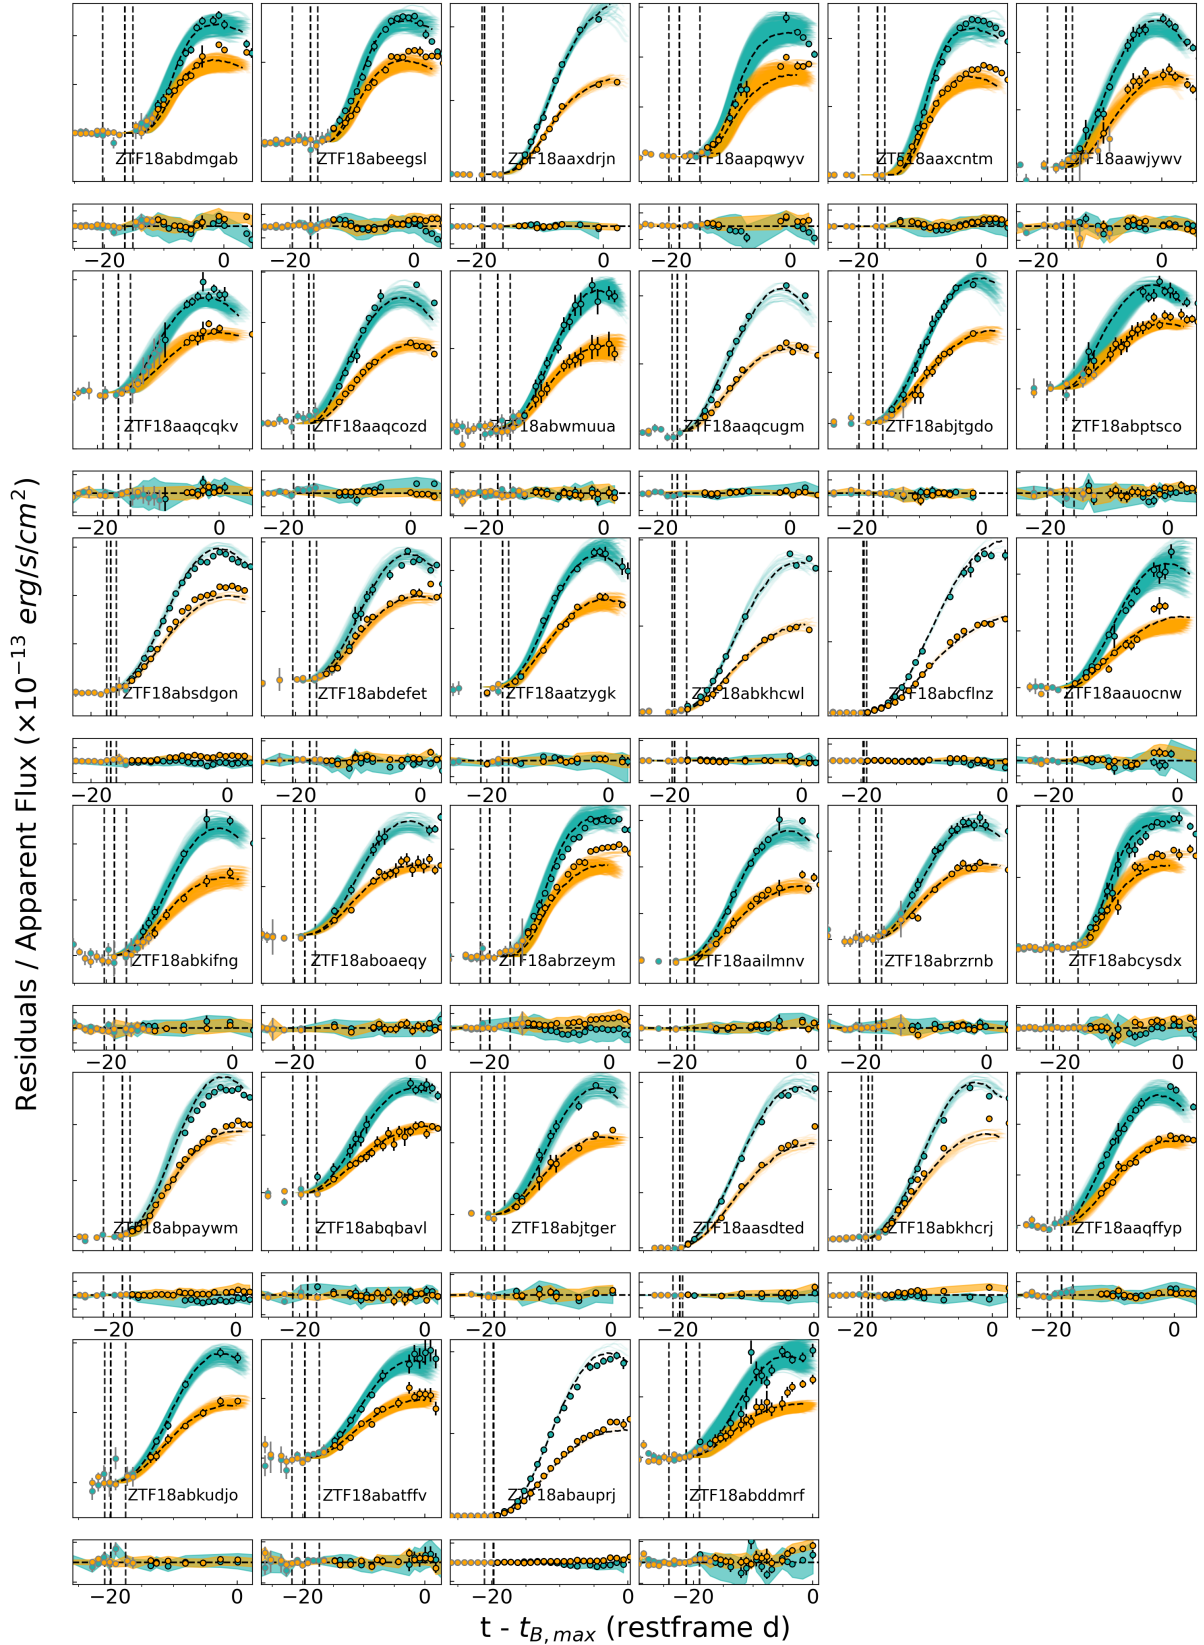 Residuals / Apparent Flux (×10⁻¹³ erg/s/cm²)
ZTF18abdmgab ZTF18abeegsl ZTF18aaxdrjn ZTF18aapqwyv ZTF18aaxcntm ZTF18aawjywv
−20 0 −20 0 −20 0 −20 0 −20 0 −20 0
ZTF18aaqcqkv ZTF18aaqcozd ZTF18abwmuua ZTF18aaqcugm ZTF18abjtgdo ZTF18abptsco
−20 0 −20 0 −20 0 −20 0 −20 0 −20 0
ZTF18absdgon ZTF18abdefet ZTF18aatzygk ZTF18abkhcwl ZTF18abcflnz ZTF18aauocnw
−20 0 −20 0 −20 0 −20 0 −20 0 −20 0
ZTF18abkifng ZTF18aboaeqy ZTF18abrzeym ZTF18aailmnv ZTF18abrzrnb ZTF18abcysdx
−20 0 −20 0 −20 0 −20 0 −20 0 −20 0
ZTF18abpaywm ZTF18abqbavl ZTF18abjtger ZTF18aasdted ZTF18abkhcrj ZTF18aaqffyp
−20 0 −20 0 −20 0 −20 0 −20 0 −20 0
ZTF18abkudjo ZTF18abatffv ZTF18abauprj ZTF18abddmrf
−20 0 −20 0 −20 0 −20 0
t - t_B,max (restframe d)